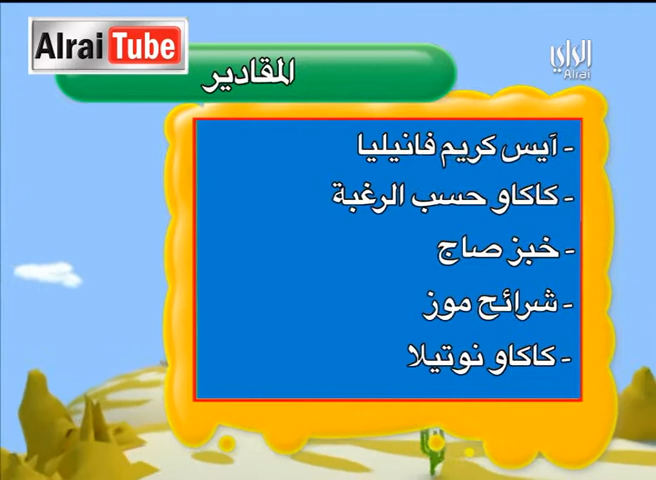 Alrai Tube
الراي
Alrai
المقادير
- آيس كريم فانيليا
- كاكاو حسب الرغبة
- خبز صاج
- شرائح موز
- كاكاو نوتيلا